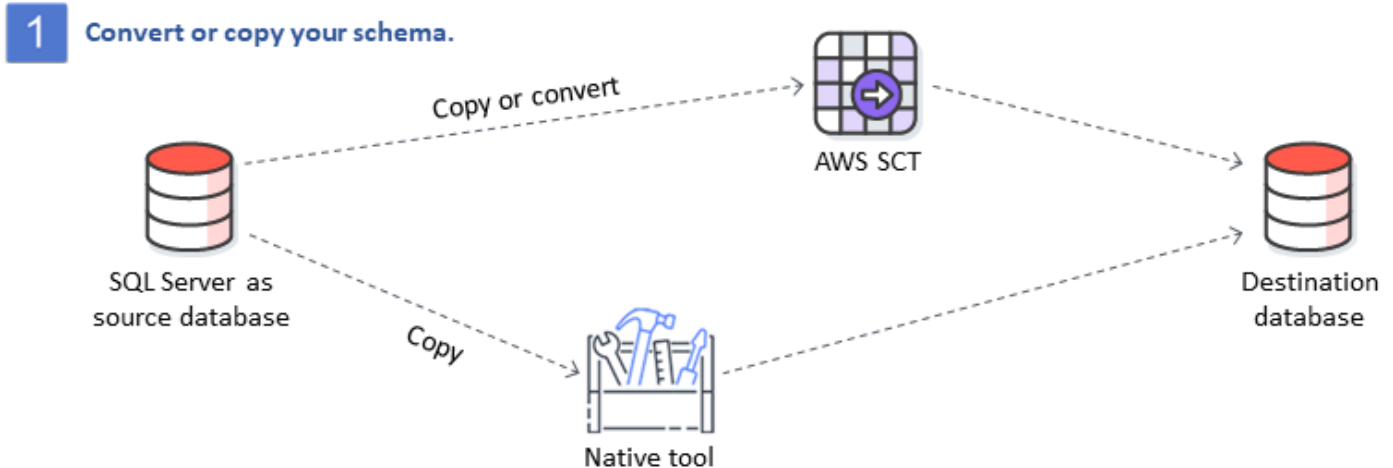 1 Convert or copy your schema.
Copy or convert
AWS SCT
SQL Server as
source database
Destination
database
Copy
Native tool